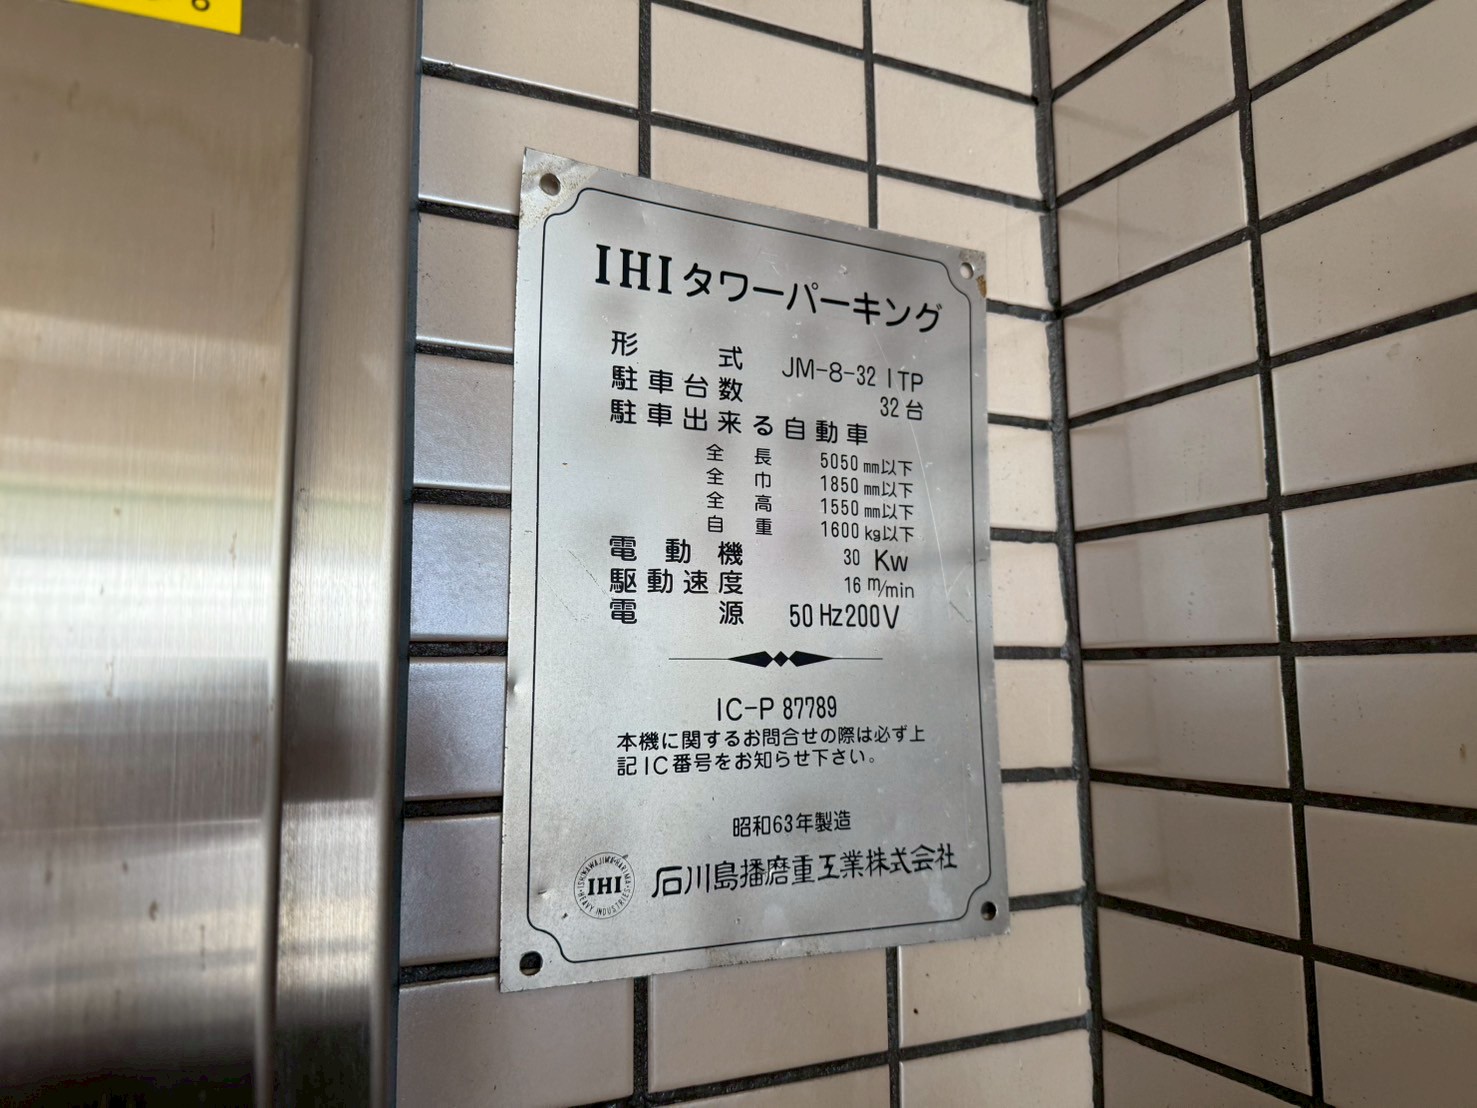 IHIタワーパーキング
形式 JM-8-32 ITP
駐車台数 32台
駐車出来る自動車
全長 5050mm以下
全巾 1850mm以下
全高 1550mm以下
自重 1600kg以下
電動機 30 Kw
駆動速度 16m/min
電源 50Hz200V
IC-P 87789
本機に関するお問合せの際は必ず上
記IC番号をお知らせ下さい。
昭和63年製造
ISHIKAWAJIMA-HARIMA
IHI
HEAVY INDUSTRIES
石川島播磨重工業株式会社